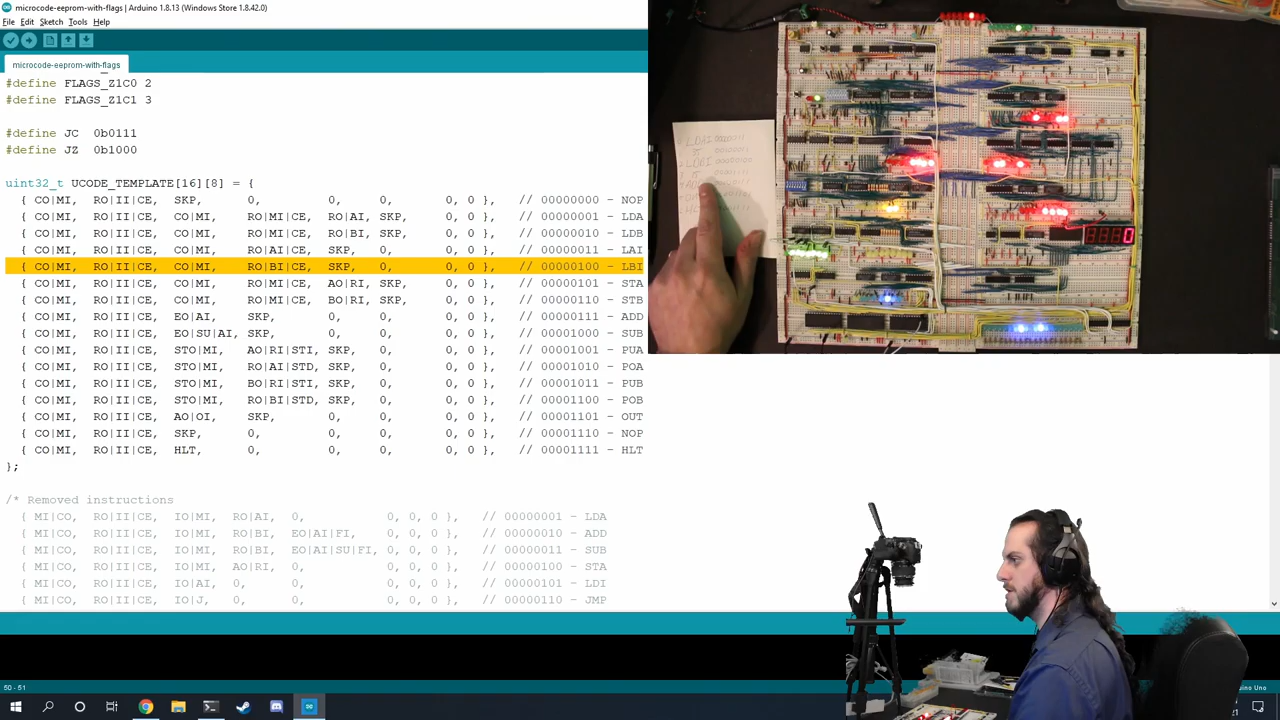 microcode-eeprom-with-flags | Arduino 1.8.13 (Windows Store 1.8.42.0)
File Edit Sketch Tools Help
microcode-eeprom-with-flags
#define FLAGS_Z1C0 2
#define FLAGS_Z1C1 3
#define JC 0b0111
#define JZ 0b1000
uint32_t UCODE_TEMPLATE[16][8] = {
{ CO|MI, RO|II|CE, SKP, 0, 0, 0, 0, 0 }, // 00000000 - NOP
{ CO|MI, RO|II|CE, CO|MI, RO|MI|CE, RO|AI, SKP, 0, 0 }, // 00000001 - LDA
{ CO|MI, RO|II|CE, CO|MI, RO|MI|CE, RO|BI, SKP, 0, 0 }, // 00000010 - LDB
{ CO|MI, RO|II|CE, CO|MI, RO|AI|CE, SKP, 0, 0, 0 }, // 00000011 - LAI
{ CO|MI, RO|II|CE, CO|MI, RO|BI|CE, SKP, 0, 0, 0 }, // 00000100 - LBI
{ CO|MI, RO|II|CE, CO|MI, RO|MI|CE, AO|RI, SKP, 0, 0 }, // 00000101 - STA
{ CO|MI, RO|II|CE, CO|MI, RO|MI|CE, BO|RI, SKP, 0, 0 }, // 00000110 - STB
{ CO|MI, RO|II|CE, EO|AI, SKP, 0, 0, 0, 0 }, // 00000111 - ADD
{ CO|MI, RO|II|CE, EO|SU|AI, SKP, 0, 0, 0, 0 }, // 00001000 - SUB
{ CO|MI, RO|II|CE, STO|MI, AO|RI|STI, SKP, 0, 0, 0 }, // 00001001 - PUA
{ CO|MI, RO|II|CE, STO|MI, RO|AI|STD, SKP, 0, 0, 0 }, // 00001010 - POA
{ CO|MI, RO|II|CE, STO|MI, BO|RI|STI, SKP, 0, 0, 0 }, // 00001011 - PUB
{ CO|MI, RO|II|CE, STO|MI, RO|BI|STD, SKP, 0, 0, 0 }, // 00001100 - POB
{ CO|MI, RO|II|CE, AO|OI, SKP, 0, 0, 0, 0 }, // 00001101 - OUT
{ CO|MI, RO|II|CE, SKP, 0, 0, 0, 0, 0 }, // 00001110 - NOP
{ CO|MI, RO|II|CE, HLT, 0, 0, 0, 0, 0 }, // 00001111 - HLT
};
/* Removed instructions
{ MI|CO, RO|II|CE, IO|MI, RO|AI, 0, 0, 0, 0 }, // 00000001 - LDA
{ MI|CO, RO|II|CE, IO|MI, RO|BI, EO|AI|FI, 0, 0, 0 }, // 00000010 - ADD
{ MI|CO, RO|II|CE, IO|MI, RO|BI, EO|AI|SU|FI, 0, 0, 0 }, // 00000011 - SUB
{ MI|CO, RO|II|CE, IO|MI, AO|RI, 0, 0, 0, 0 }, // 00000100 - STA
{ MI|CO, RO|II|CE, IO|AI, 0, 0, 0, 0, 0 }, // 00000101 - LDI
{ MI|CO, RO|II|CE, IO|J, 0, 0, 0, 0, 0 }, // 00000110 - JMP
50 - 51